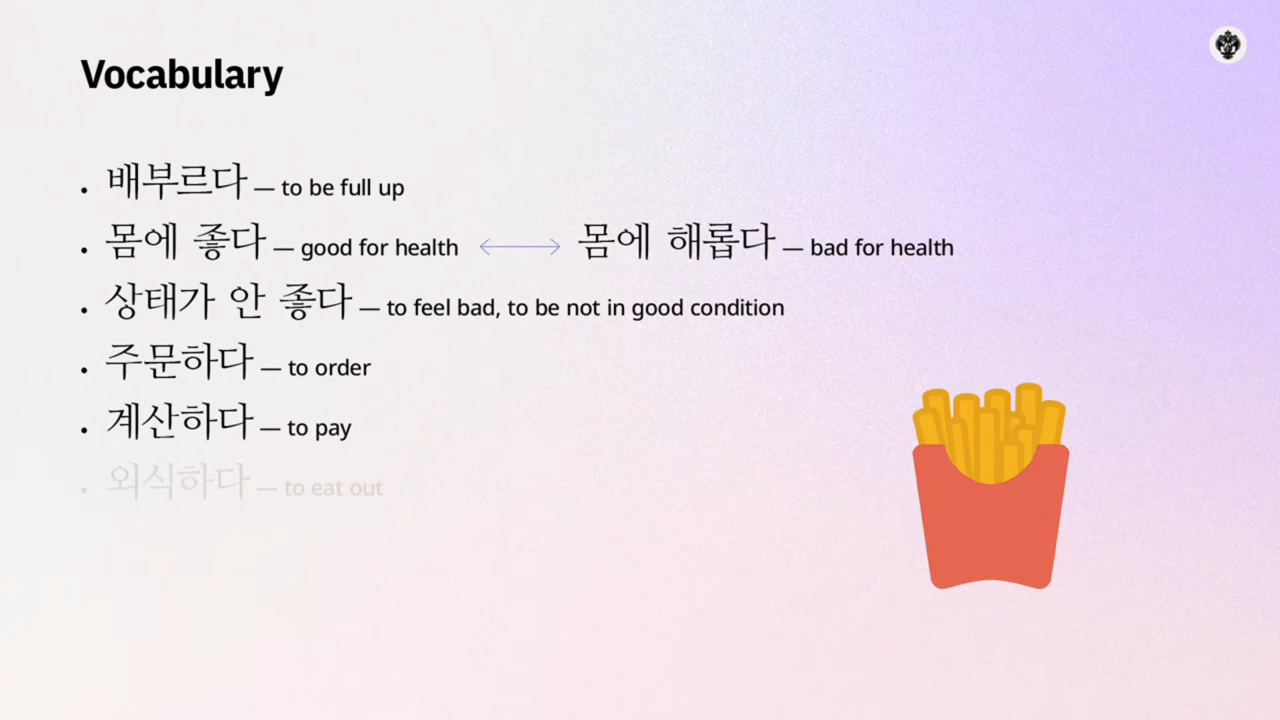 Vocabulary
• 배부르다 — to be full up
• 몸에 좋다 — good for health ⟷ 몸에 해롭다 — bad for health
• 상태가 안 좋다 — to feel bad, to be not in good condition
• 주문하다 — to order
• 계산하다 — to pay
• 외식하다 — to eat out